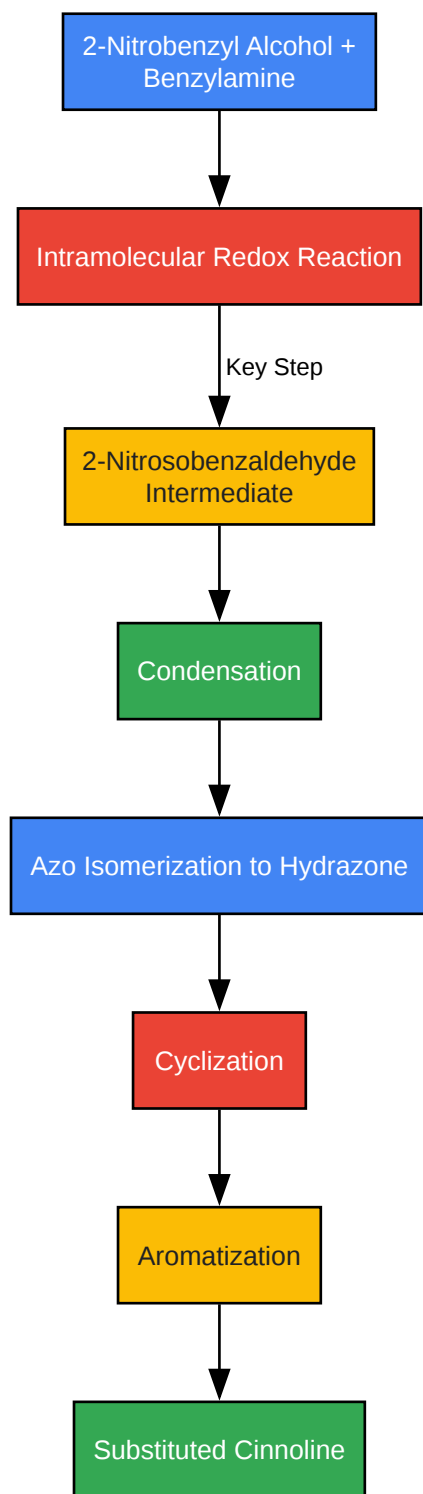 2-Nitrobenzyl Alcohol +
Benzylamine
Intramolecular Redox Reaction
Key Step
2-Nitrosobenzaldehyde
Intermediate
Condensation
Azo Isomerization to Hydrazone
Cyclization
Aromatization
Substituted Cinnoline